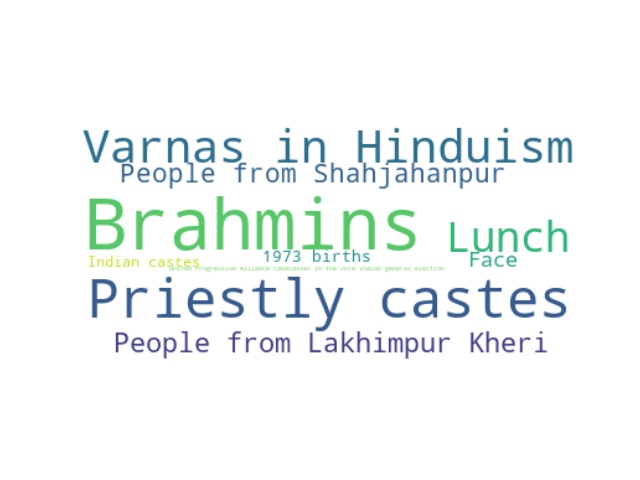 Varnas in Hinduism
People from Shahjahanpur
Brahmins
Lunch
1973 births
Face
Indian castes
United Progressive Alliance candidates in the 2014 Indian general election
Priestly castes
People from Lakhimpur Kheri